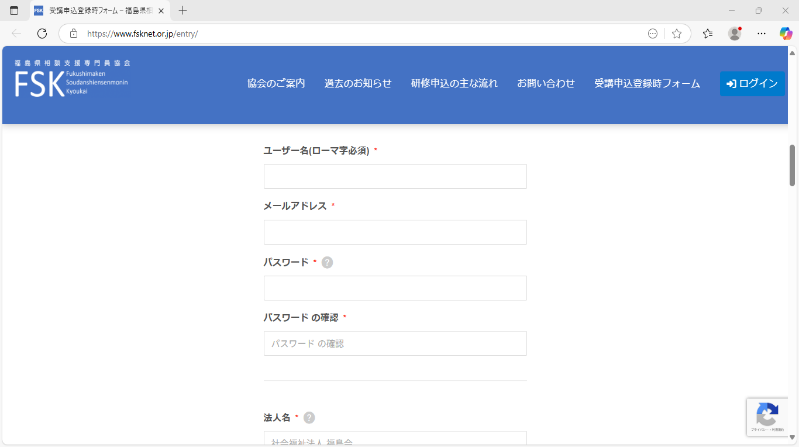 受講申込登録時フォーム – 福島県相
https://www.fsknet.or.jp/entry/
福島県相談支援専門員協会
FSK
Fukushimaken
Soudanshiensenmonin
Kyoukai
協会のご案内
過去のお知らせ
研修申込の主な流れ
お問い合わせ
受講申込登録時フォーム
ログイン
ユーザー名(ローマ字必須) *
メールアドレス *
パスワード * ?
パスワード の確認 *
パスワード の確認
法人名 * ?
社会福祉法人 福島会